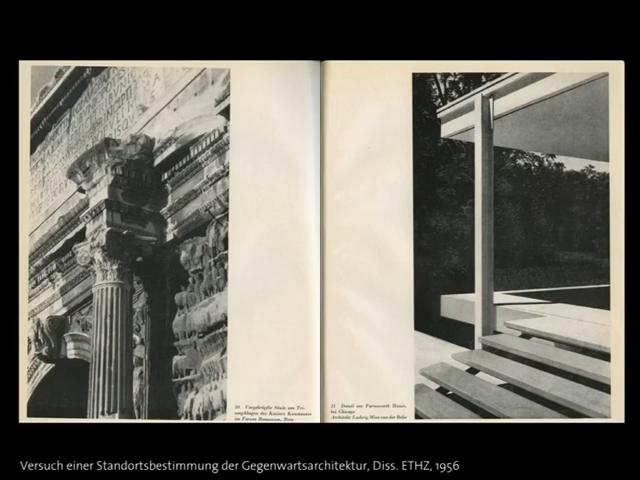 20 Vorgekröpfte Säule am Tri-
umphbogen des Kaisers Konstantin
im Forum Romanum, Rom
21 Detail am Farnsworth House,
bei Chicago
Architekt Ludwig Mies van der Rohe
Versuch einer Standortsbestimmung der Gegenwartsarchitektur, Diss. ETHZ, 1956